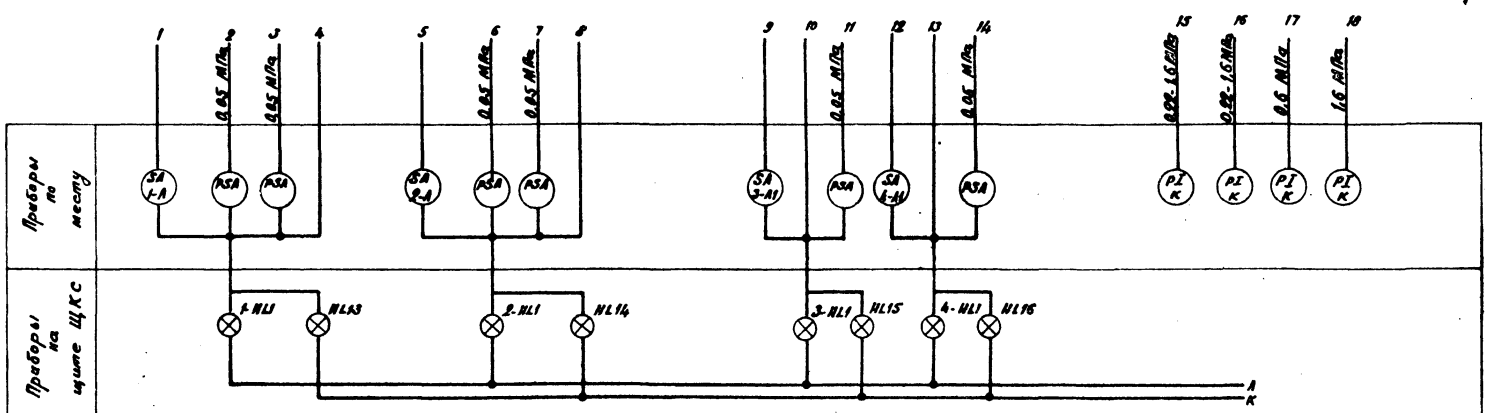 1 2 3 4 5 6 7 8 9 10 11 12 13 14 15 16 17 18
0,05 МПа
0,05 МПа
0,05 МПа
0,05 МПа
0,05 МПа
0,05 МПа
0,22-1,6 МПа
0,22-1,6 МПа
0,6 МПа
1,6 МПа
Приборы
по
месту
SA
1-A
PSA
PSA
SA
2-A
PSA
PSA
SA
3-A1
PSA
SA
4-A1
PSA
PI
K
PI
K
PI
K
PI
K
Приборы
на
щите ЩКС
1-HL1
HL13
2-HL1
HL14
3-HL1
HL15
4-HL1
HL16
А
К